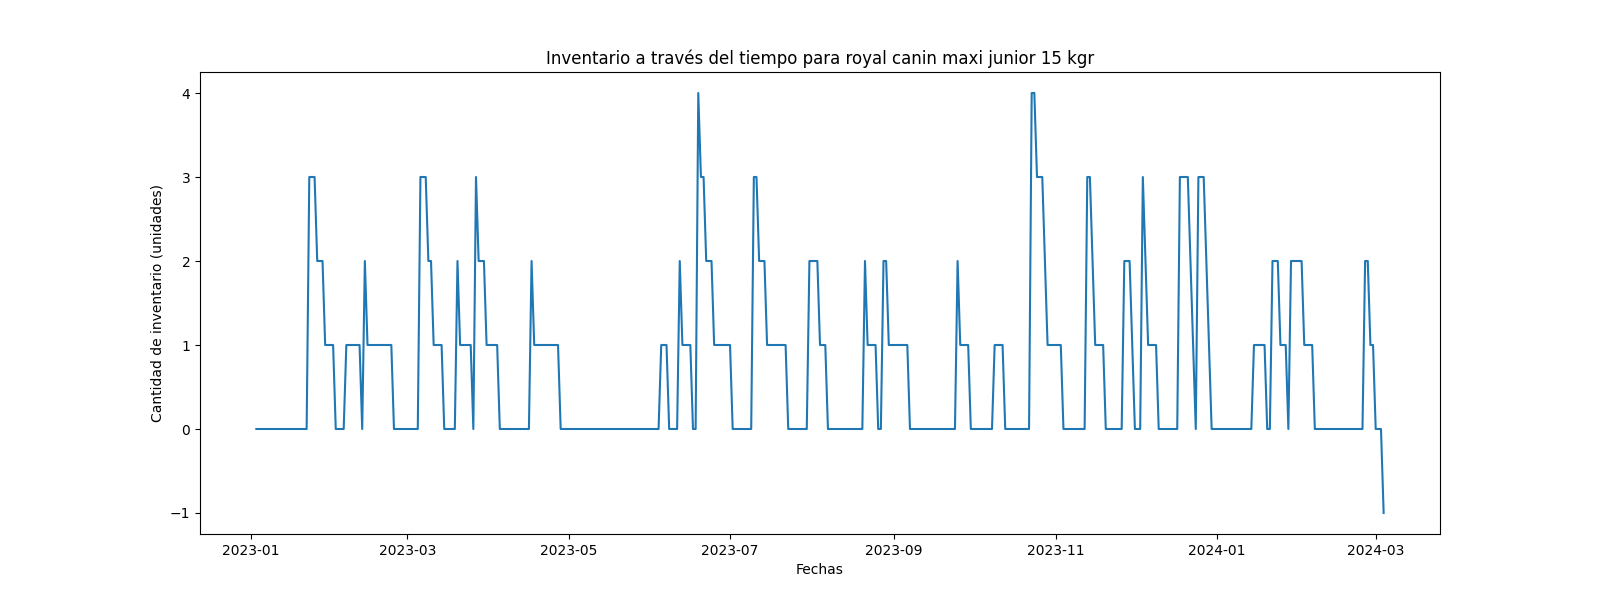 Inventario a través del tiempo para royal canin maxi junior 15 kgr
Cantidad de inventario (unidades)
4
3
2
1
0
−1
2023-01 2023-03 2023-05 2023-07 2023-09 2023-11 2024-01 2024-03
Fechas